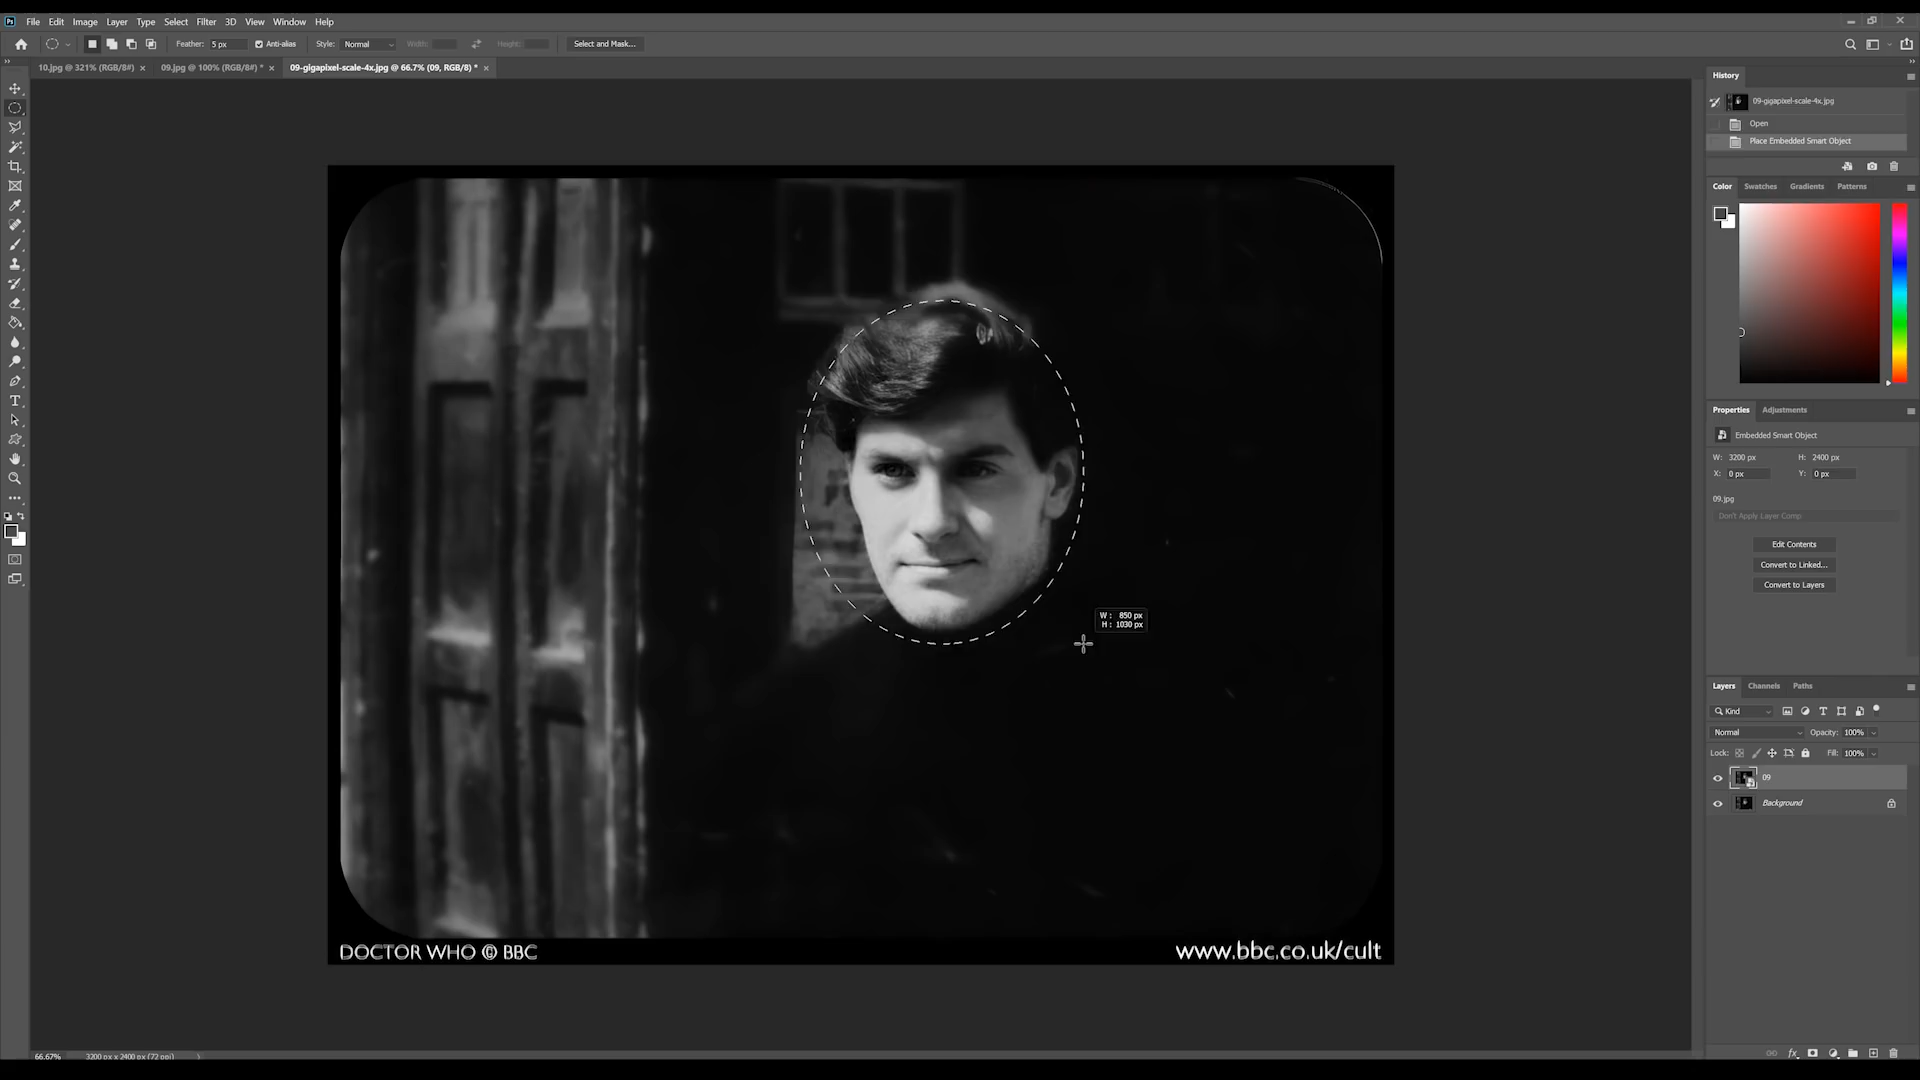 Ps File Edit Image Layer Type Select Filter 3D View Window Help
Feather: 5 px Anti-alias Style: Normal Width: Height: Select and Mask...
10.jpg @ 321% (RGB/8#) × 09.jpg @ 100% (RGB/8#) * × 09-gigapixel-scale-4x.jpg @ 66.7% (09, RGB/8) * ×
History
09-gigapixel-scale-4x.jpg
Open
Place Embedded Smart Object
Color Swatches Gradients Patterns
Properties Adjustments
Embedded Smart Object
W: 3200 px H: 2400 px
X: 0 px Y: 0 px
09.jpg
Don't Apply Layer Comp
Edit Contents
Convert to Linked...
Convert to Layers
W : 850 px
H : 1030 px
Layers Channels Paths
Kind
Normal Opacity: 100%
Lock: Fill: 100%
09
Background
DOCTOR WHO © BBC
www.bbc.co.uk/cult
66.67% 3200 px x 2400 px (72 ppi)